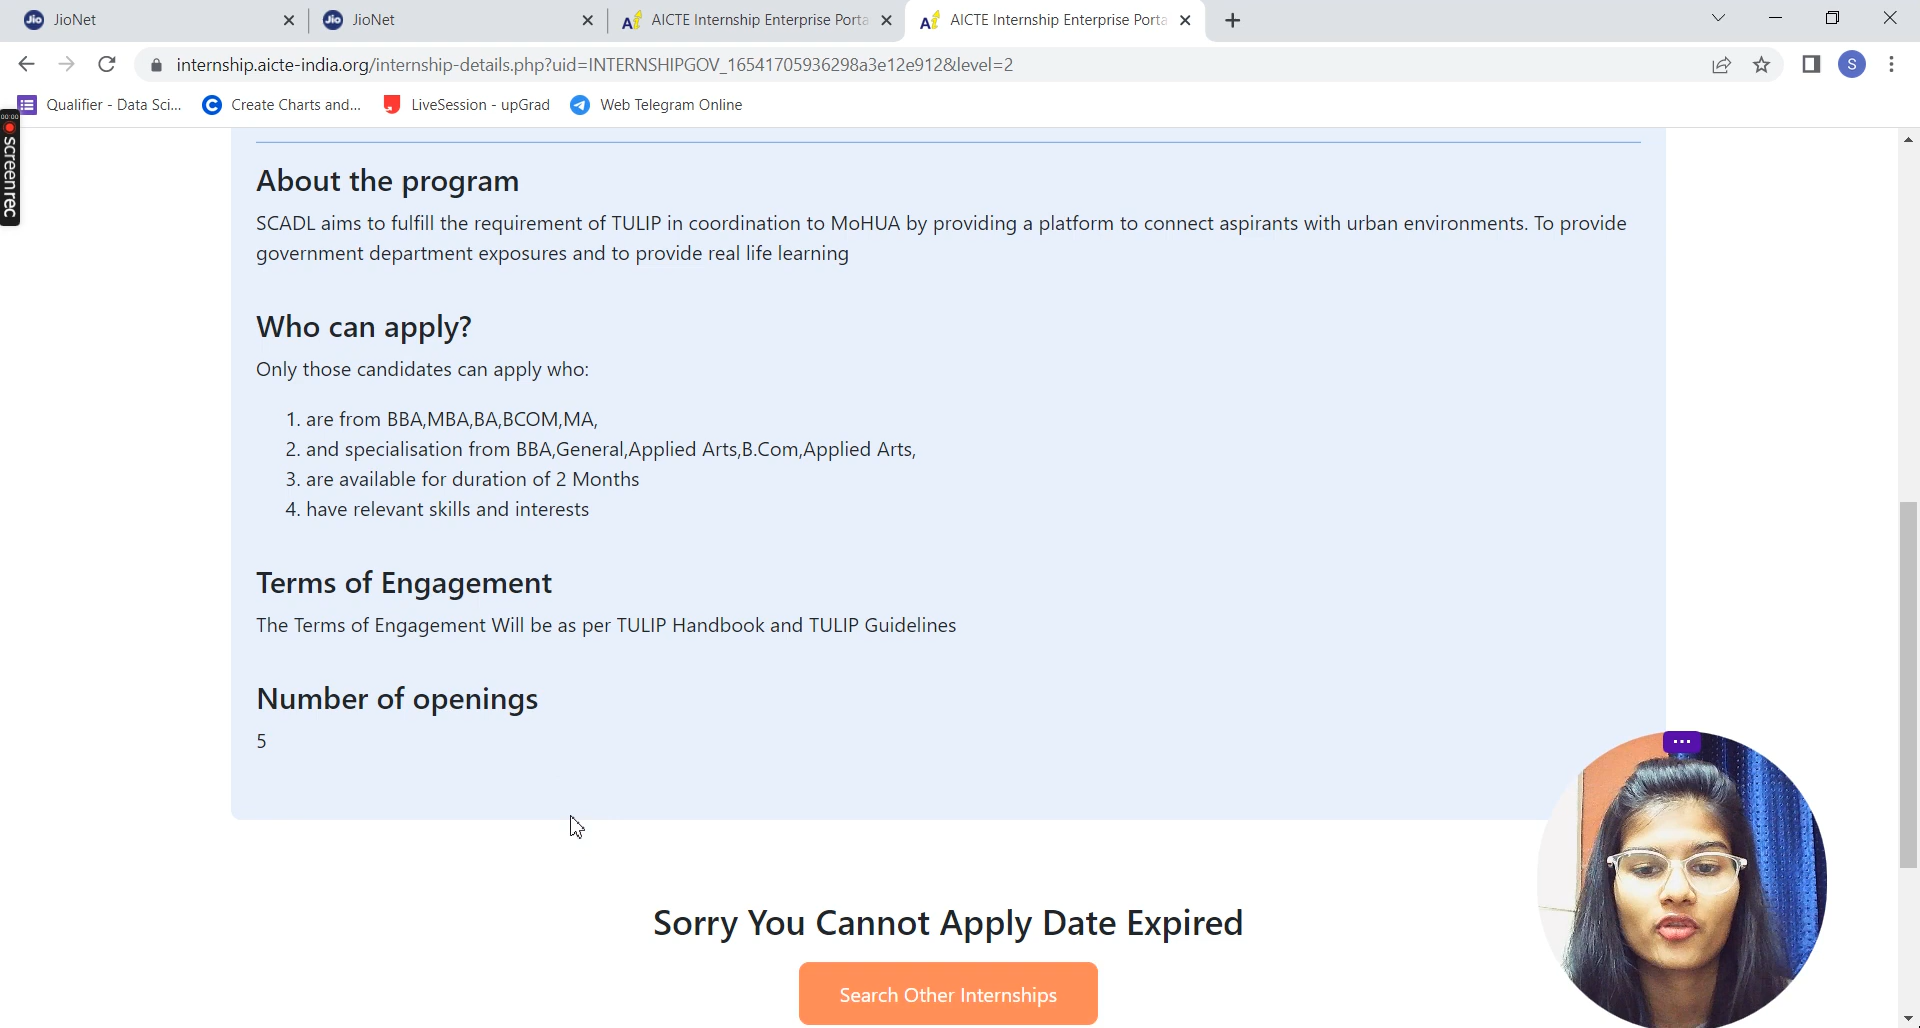 JioNet
JioNet
AICTE Internship Enterprise Porta
AICTE Internship Enterprise Porta
internship.aicte-india.org/internship-details.php?uid=INTERNSHIPGOV_16541705936298a3e12e912&level=2
S
Qualifier - Data Sci...
Create Charts and...
LiveSession - upGrad
Web Telegram Online
00:00
screenrec
About the program
SCADL aims to fulfill the requirement of TULIP in coordination to MoHUA by providing a platform to connect aspirants with urban environments. To provide
government department exposures and to provide real life learning
Who can apply?
Only those candidates can apply who:
1. are from BBA,MBA,BA,BCOM,MA,
2. and specialisation from BBA,General,Applied Arts,B.Com,Applied Arts,
3. are available for duration of 2 Months
4. have relevant skills and interests
Terms of Engagement
The Terms of Engagement Will be as per TULIP Handbook and TULIP Guidelines
Number of openings
5
Sorry You Cannot Apply Date Expired
Search Other Internships